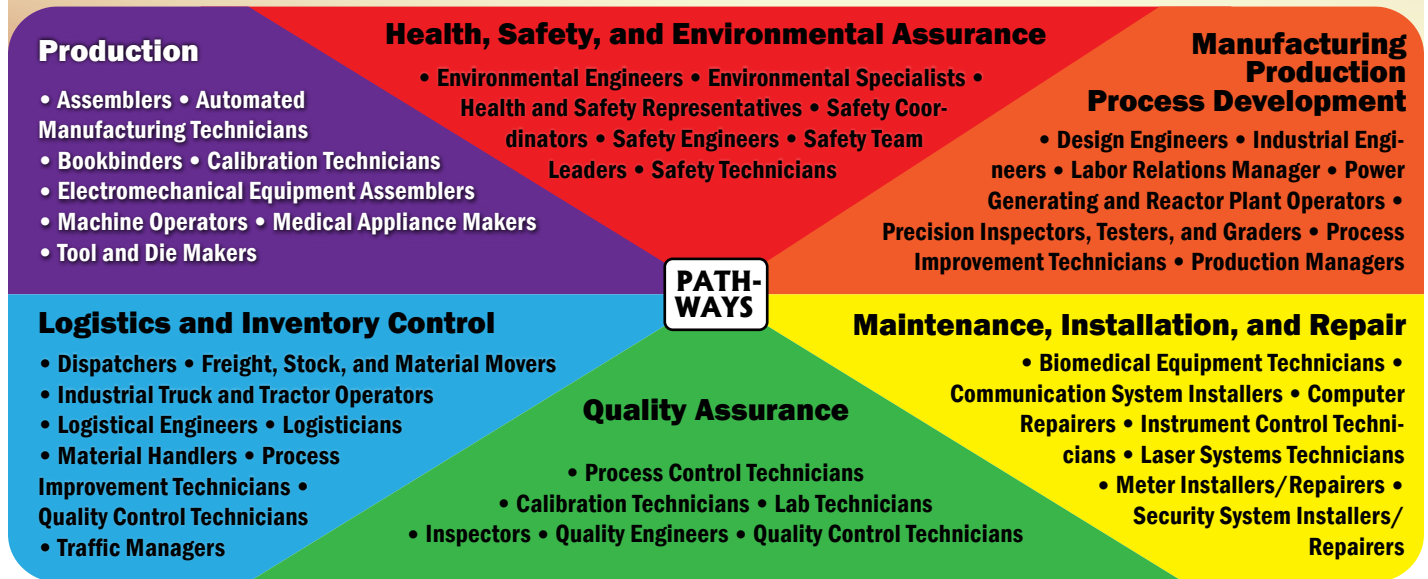 Production
• Assemblers • Automated
Manufacturing Technicians
• Bookbinders • Calibration Technicians
• Electromechanical Equipment Assemblers
• Machine Operators • Medical Appliance Makers
• Tool and Die Makers
Health, Safety, and Environmental Assurance
• Environmental Engineers • Environmental Specialists •
Health and Safety Representatives • Safety Coor-
dinators • Safety Engineers • Safety Team
Leaders • Safety Technicians
Manufacturing
Production
Process Development
• Design Engineers • Industrial Engi-
neers • Labor Relations Manager • Power
Generating and Reactor Plant Operators •
Precision Inspectors, Testers, and Graders • Process
Improvement Technicians • Production Managers
PATH-
WAYS
Logistics and Inventory Control
• Dispatchers • Freight, Stock, and Material Movers
• Industrial Truck and Tractor Operators
• Logistical Engineers • Logisticians
• Material Handlers • Process
Improvement Technicians •
Quality Control Technicians
• Traffic Managers
Quality Assurance
• Process Control Technicians
• Calibration Technicians • Lab Technicians
• Inspectors • Quality Engineers • Quality Control Technicians
Maintenance, Installation, and Repair
• Biomedical Equipment Technicians •
Communication System Installers • Computer
Repairers • Instrument Control Techni-
cians • Laser Systems Technicians
• Meter Installers/Repairers •
Security System Installers/
Repairers